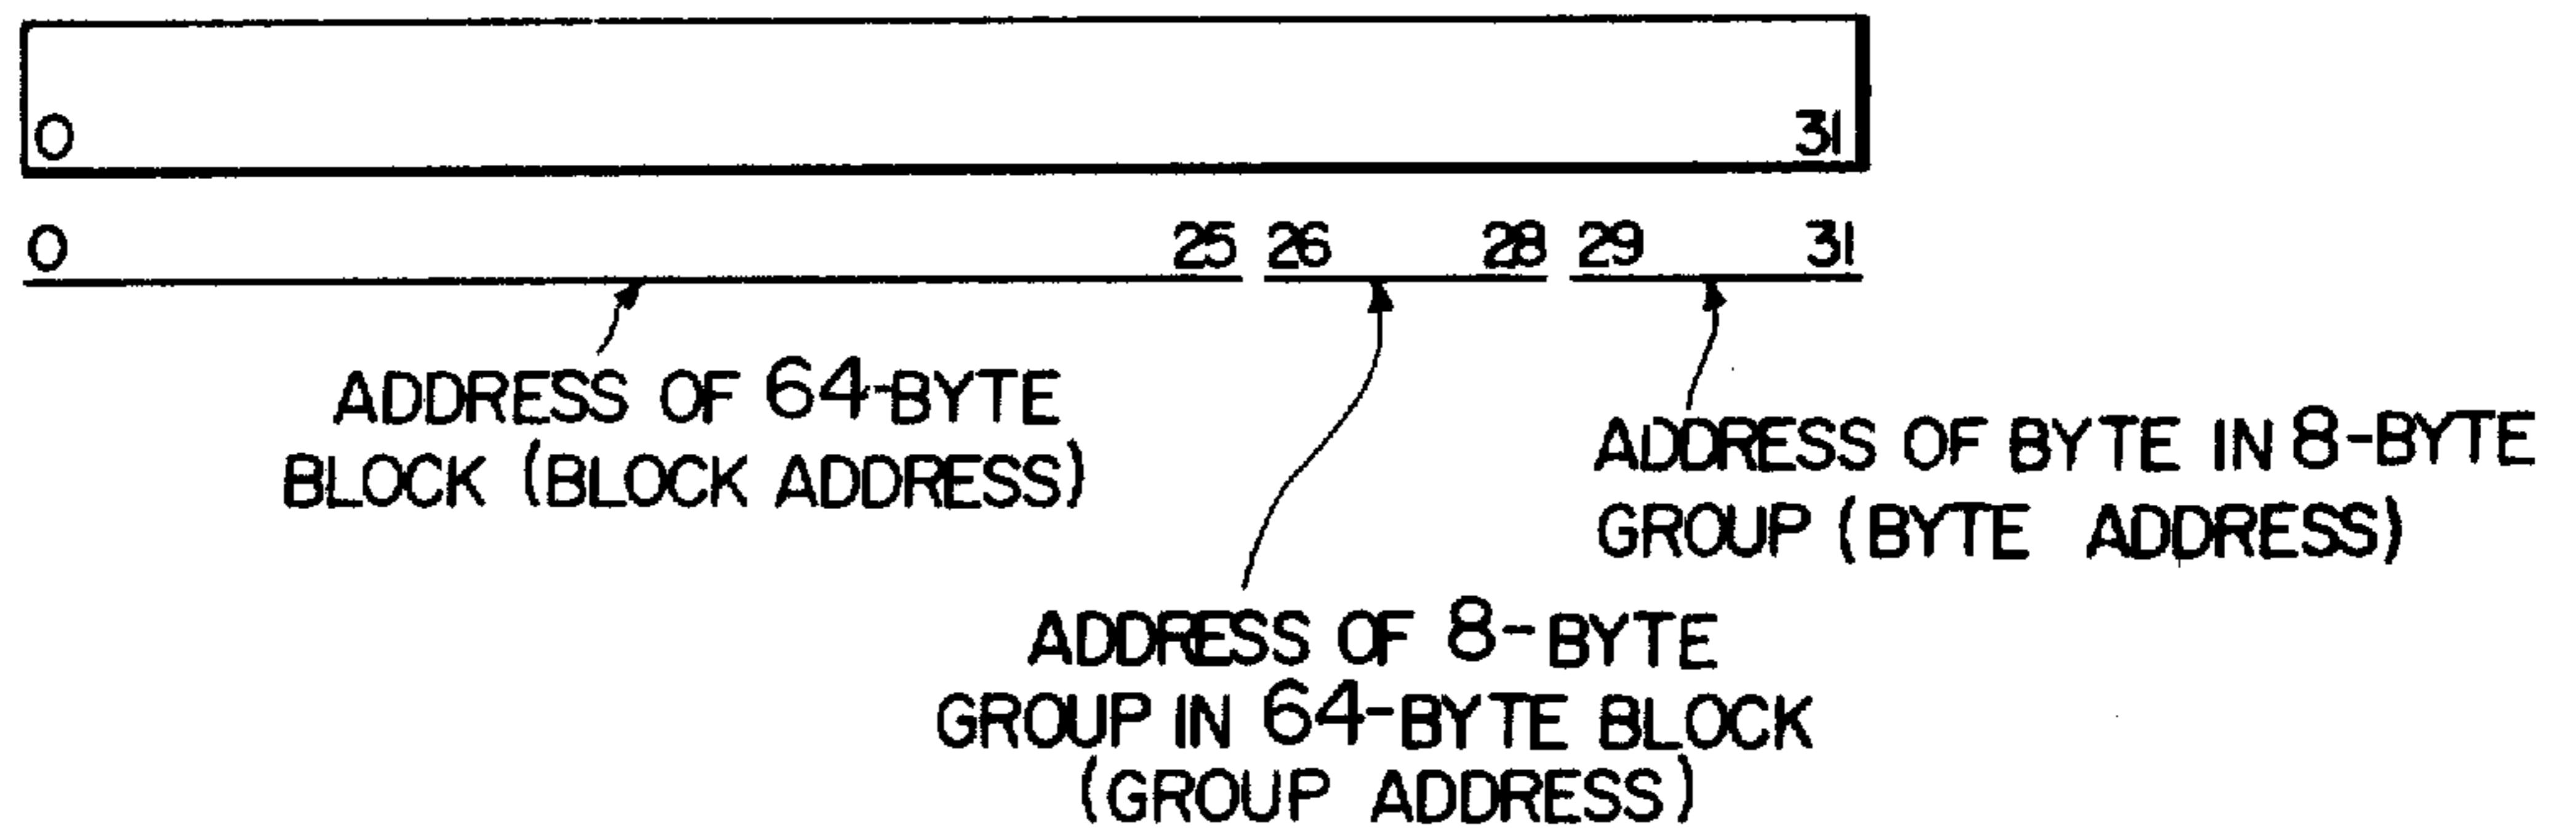 0 31
0 25 26 28 29 31
ADDRESS OF 64-BYTE
BLOCK (BLOCK ADDRESS)
ADDRESS OF BYTE IN 8-BYTE
GROUP (BYTE ADDRESS)
ADDRESS OF 8-BYTE
GROUP IN 64-BYTE BLOCK
(GROUP ADDRESS)